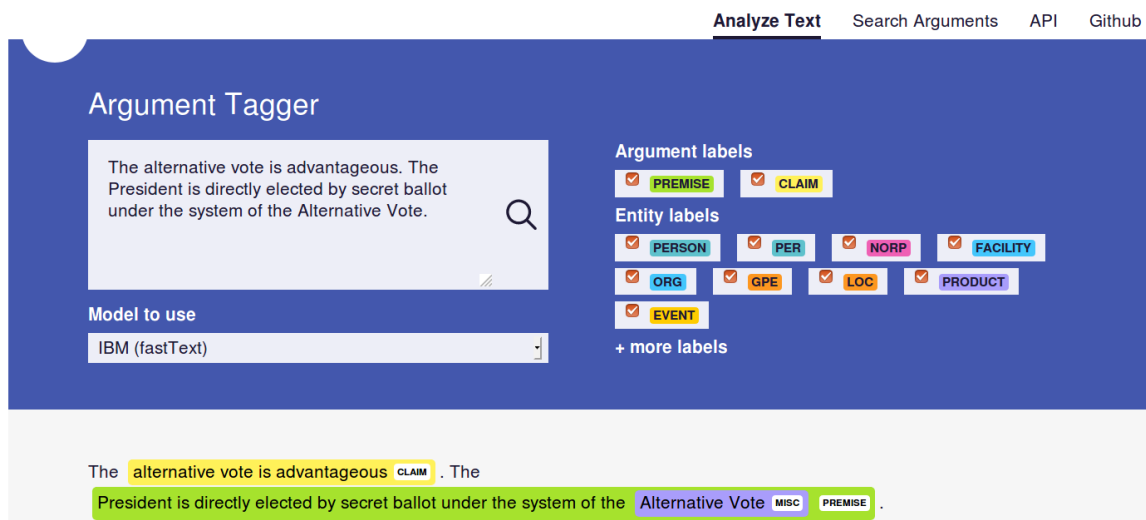 Analyze Text Search Arguments API Github
Argument Tagger
The alternative vote is advantageous. The
President is directly elected by secret ballot
under the system of the Alternative Vote.
Model to use
IBM (fastText)
Argument labels
PREMISE CLAIM
Entity labels
PERSON PER NORP FACILITY
ORG GPE LOC PRODUCT
EVENT
+ more labels
The alternative vote is advantageous CLAIM . The
President is directly elected by secret ballot under the system of the Alternative Vote MISC PREMISE .